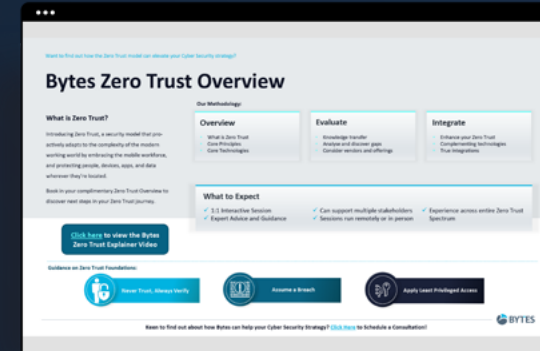 Want to find out how the Zero Trust model can elevate your Cyber Security strategy?
Bytes Zero Trust Overview
What is Zero Trust?
Introducing Zero Trust, a security model that pro-
actively adapts to the complexity of the modern
working world by embracing the mobile workforce,
and protecting people, devices, apps, and data
wherever they're located.
Book in your complimentary Zero Trust Overview to
discover next steps in your Zero Trust journey.
Click here to view the Bytes
Zero Trust Explainer Video
Our Methodology:
Overview
What is Zero Trust
Core Principles
Core Technologies
Evaluate
Knowledge transfer
Analyse and discover gaps
Consider vendors and offerings
Integrate
Enhance your Zero Trust
Complementing technologies
True integrations
What to Expect
✓ 1:1 Interactive Session
✓ Expert Advice and Guidance
✓ Can support multiple stakeholders
✓ Sessions run remotely or in person
✓ Experience across entire Zero Trust
Spectrum
Guidance on Zero Trust Foundations:
Never Trust, Always Verify
Assume a Breach
Apply Least Privileged Access
BYTES
Keen to find out about how Bytes can help your Cyber Security Strategy? Click Here to Schedule a Consultation!